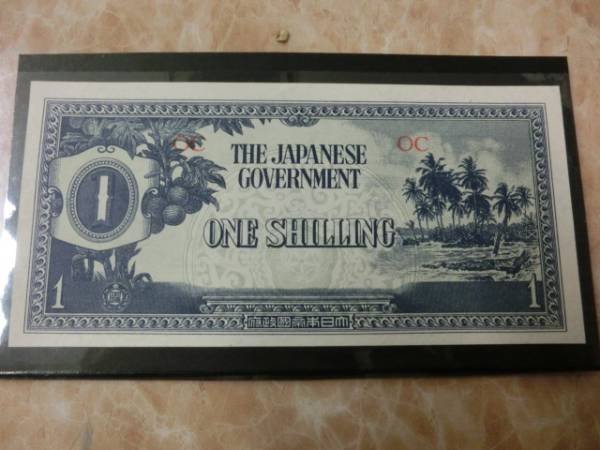 OC OC
THE JAPANESE
GOVERNMENT
1
ONE SHILLING
1 1
大日本帝國政府